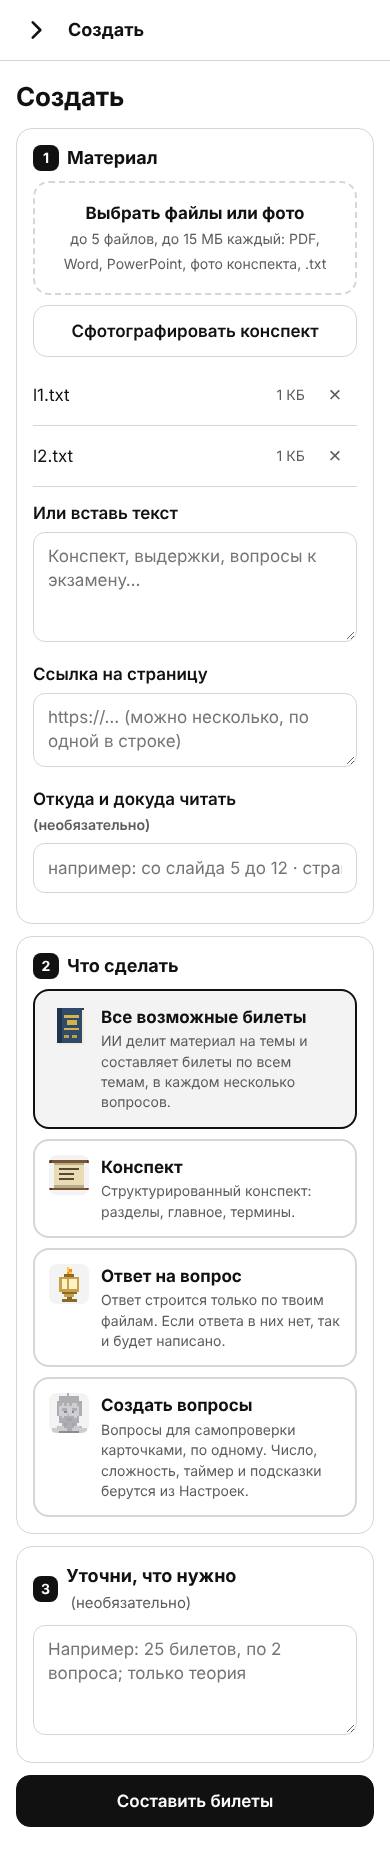 Создать
Создать
1 Материал
Выбрать файлы или фото
до 5 файлов, до 15 МБ каждый: PDF,
Word, PowerPoint, фото конспекта, .txt
Сфотографировать конспект
l1.txt 1 КБ ✕
l2.txt 1 КБ ✕
Или вставь текст
Конспект, выдержки, вопросы к
экзамену…
Ссылка на страницу
https://… (можно несколько, по
одной в строке)
Откуда и докуда читать
(необязательно)
например: со слайда 5 до 12 · стра
2 Что сделать
Все возможные билеты
ИИ делит материал на темы и
составляет билеты по всем
темам, в каждом несколько
вопросов.
Конспект
Структурированный конспект:
разделы, главное, термины.
Ответ на вопрос
Ответ строится только по твоим
файлам. Если ответа в них нет, так
и будет написано.
Создать вопросы
Вопросы для самопроверки
карточками, по одному. Число,
сложность, таймер и подсказки
берутся из Настроек.
3 Уточни, что нужно
(необязательно)
Например: 25 билетов, по 2
вопроса; только теория
Составить билеты